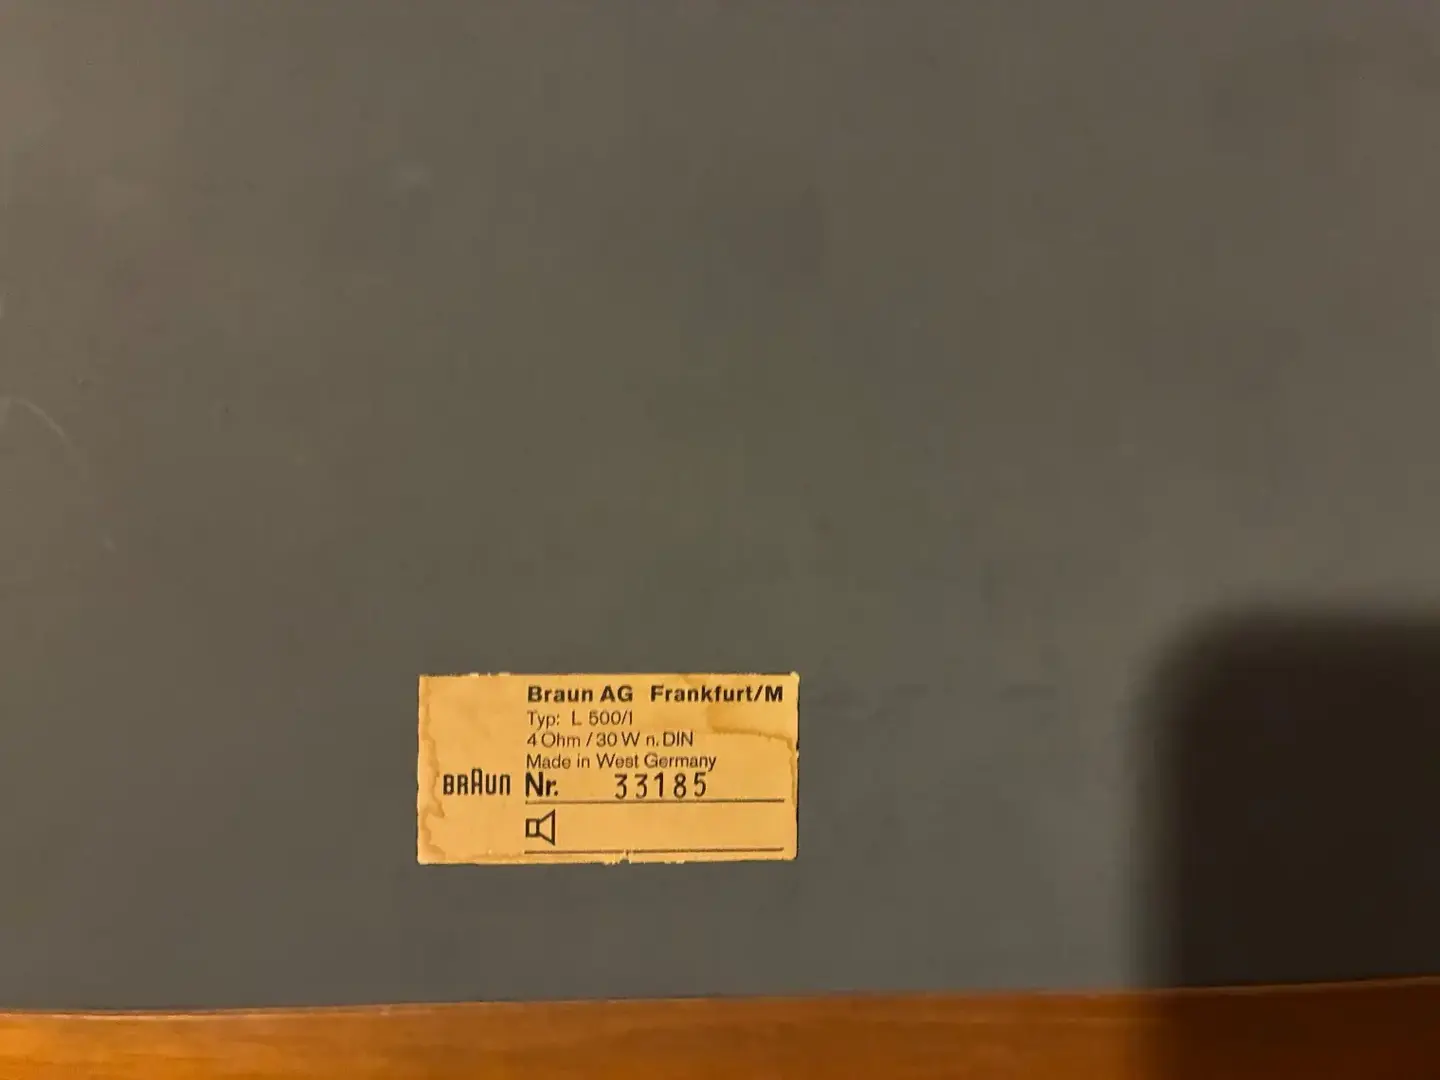 Braun AG Frankfurt/M
Typ: L 500/1
4 Ohm / 30 W n. DIN
Made in West Germany
BRAUN Nr. 33185